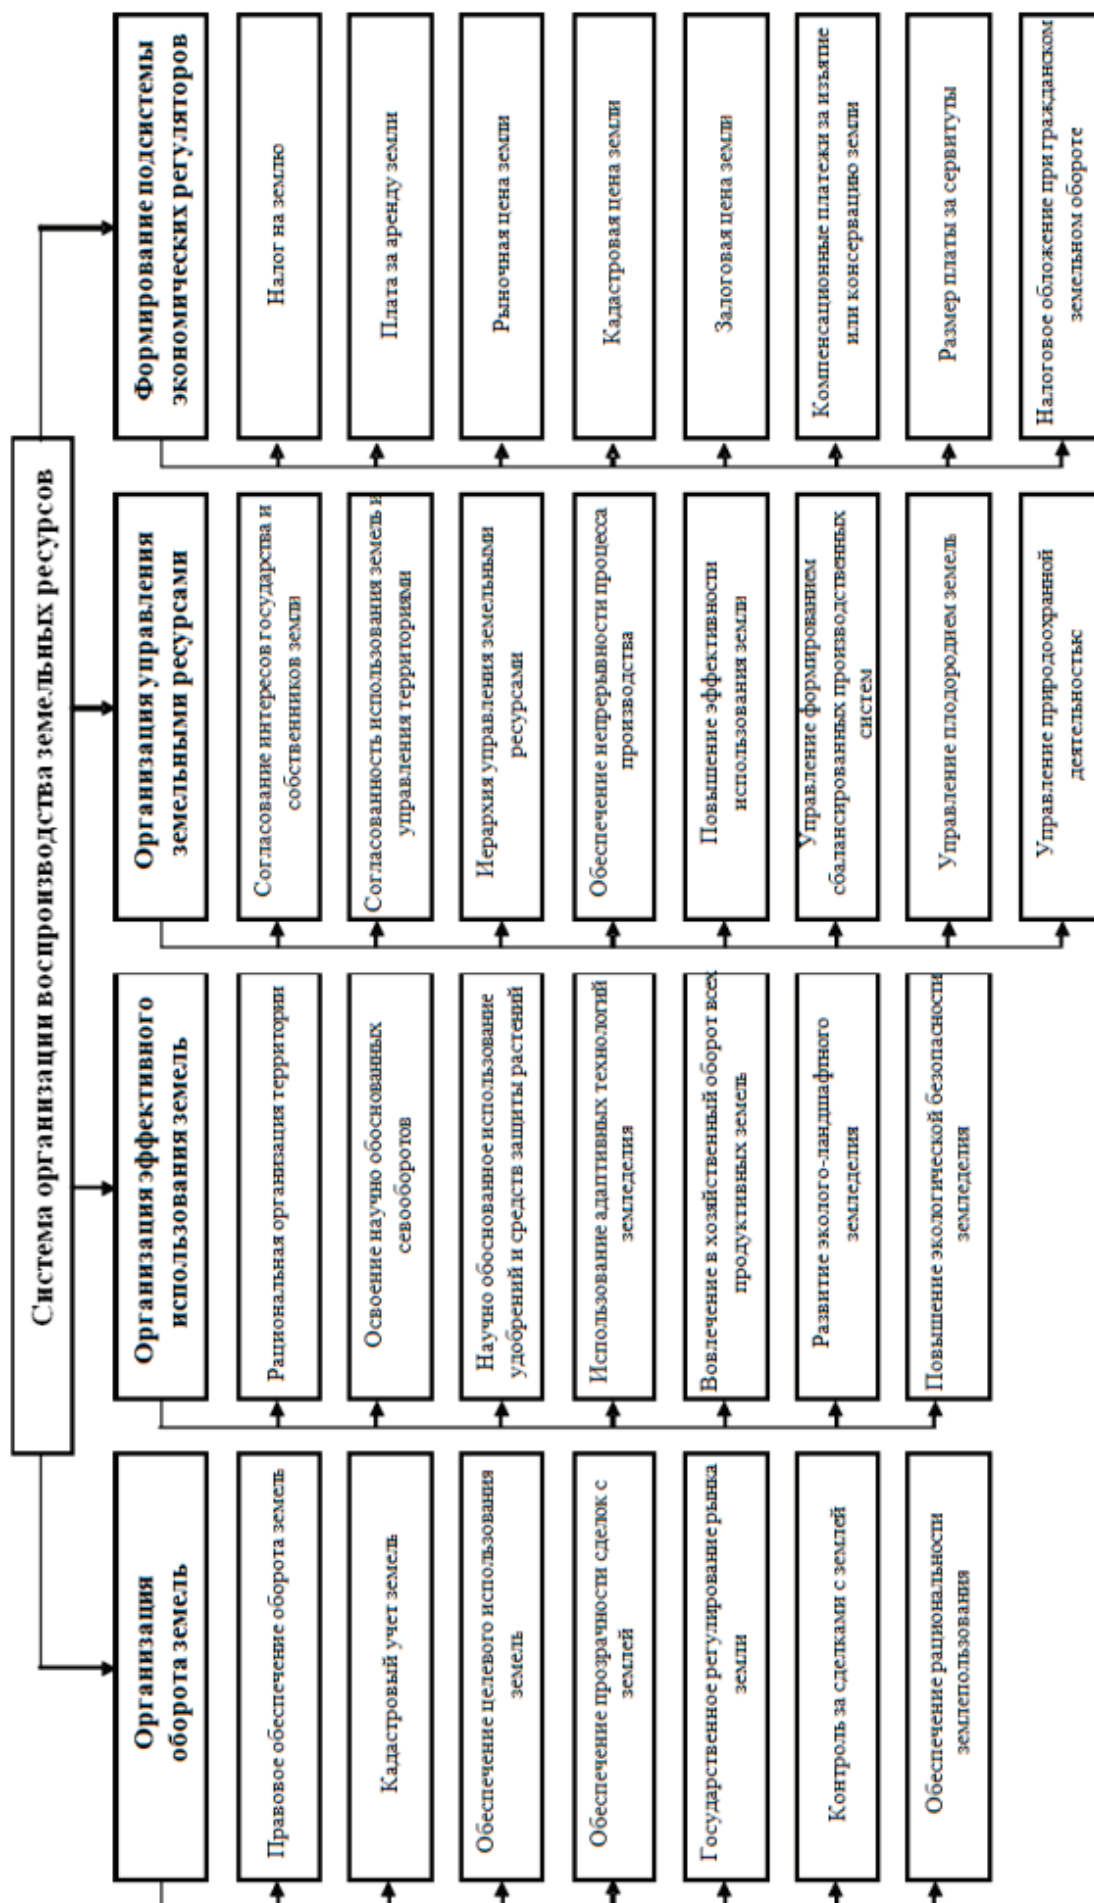 Система организации воспроизводства земельных ресурсов
Организация
оборота земель
Правовое обеспечение оборота земель
Кадастровый учет земель
Обеспечение целевого использования
земель
Обеспечение прозрачности сделок с
землей
Государственное регулирование рынка
земли
Контроль за сделками с землей
Обеспечение рациональности
землепользования
Организация эффективного
использования земель
Рациональная организация территории
Освоение научно обоснованных
севооборотов
Научно обоснованное использование
удобрений и средств защиты растений
Использование адаптивных технологий
земледелия
Вовлечение в хозяйственный оборот всех
продуктивных земель
Развитие эколого-ландшафтного
земледелия
Повышение экологической безопасности
земледелия
Организация управления
земельными ресурсами
Согласование интересов государства и
собственников земли
Согласованность использования земель и
управления территориями
Иерархия управления земельными
ресурсами
Обеспечение непрерывности процесса
производства
Повышение эффективности
использования земли
Управление формированием
сбалансированных производственных
систем
Управление плодородием земель
Управление природоохранной
деятельностью
Формирование подсистемы
экономических регуляторов
Налог на землю
Плата за аренду земли
Рыночная цена земли
Кадастровая цена земли
Залоговая цена земли
Компенсационные платежи за изъятие
или консервацию земли
Размер платы за сервитуты
Налоговое обложение при гражданском
земельном обороте